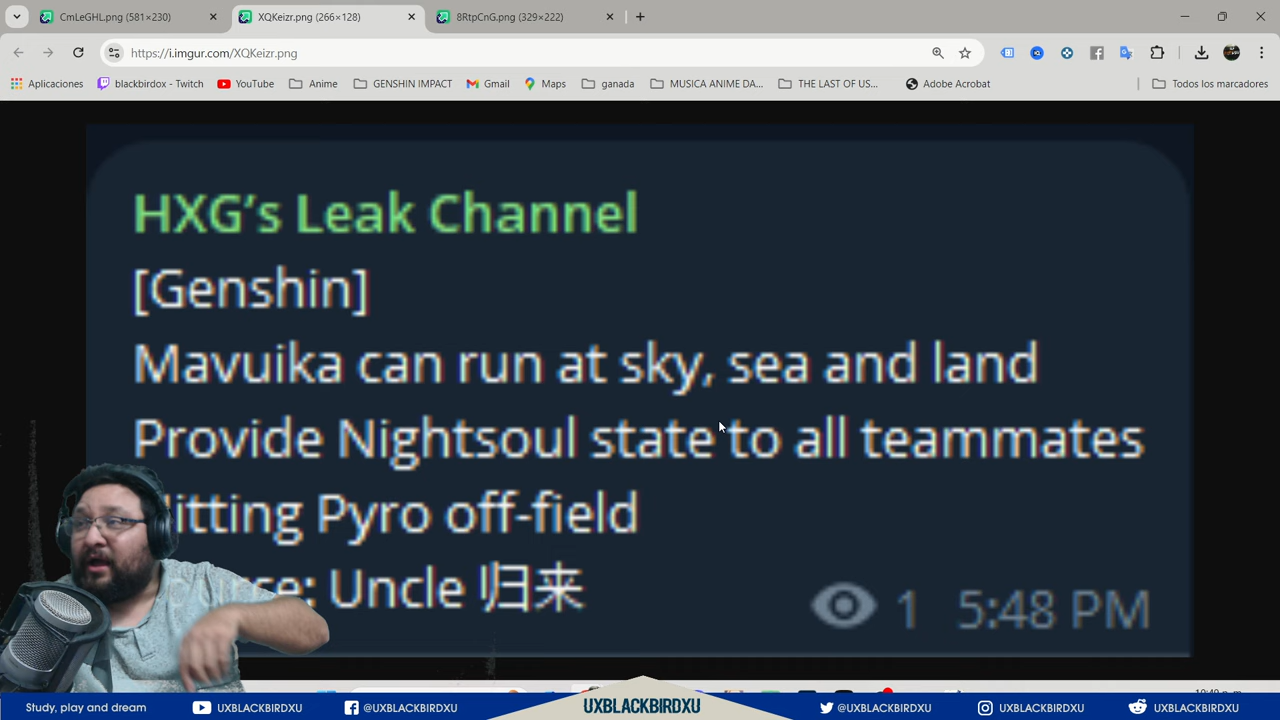 CmLeGHL.png (581×230)
XQKeizr.png (266×128)
8RtpCnG.png (329×222)
https://i.imgur.com/XQKeizr.png
Aplicaciones
blackbirdox - Twitch
YouTube
Anime
GENSHIN IMPACT
Gmail
Maps
ganada
MUSICA ANIME DA...
THE LAST OF US...
Adobe Acrobat
Todos los marcadores
HXG's Leak Channel
[Genshin]
Mavuika can run at sky, sea and land
Provide Nightsoul state to all teammates
itting Pyro off-field
se: Uncle 归来
1 5:48 PM
Study, play and dream
UXBLACKBIRDXU
@UXBLACKBIRDXU
UXBLACKBIRDXU
@UXBLACKBIRDXU
UXBLACKBIRDXU
UXBLACKBIRDXU